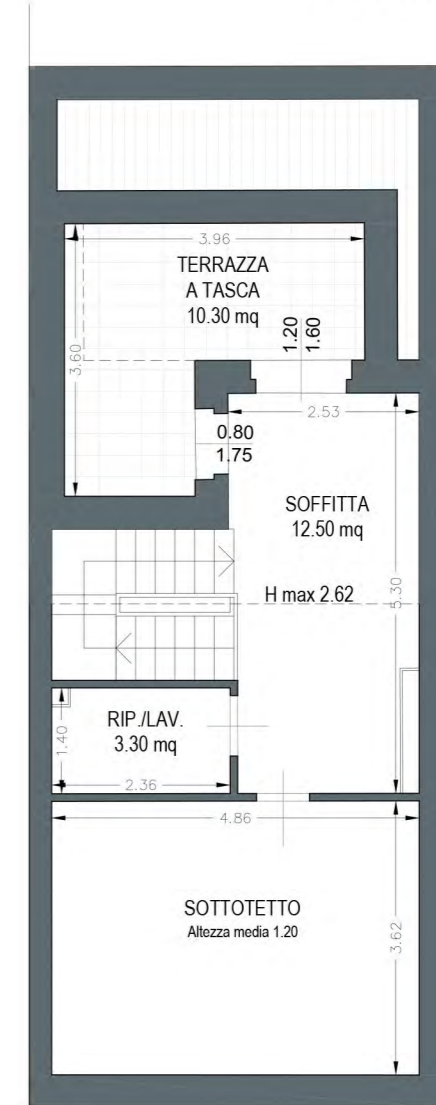 3.96
TERRAZZA
A TASCA
10.30 mq
3.60
1.20
1.60
2.53
0.80
1.75
SOFFITTA
12.50 mq
H max 2.62
5.30
RIP./LAV.
3.30 mq
1.40
2.36
4.86
SOTTOTETTO
Altezza media 1.20
3.62